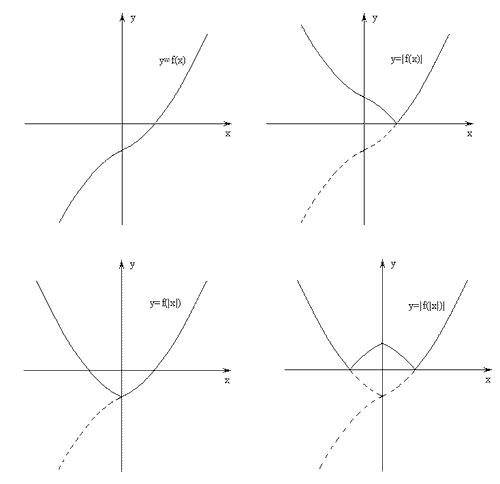 y
y=f(x)
x
y
y=|f(x)|
x
y
y=f(|x|)
x
y
y=|f(|x|)|
x